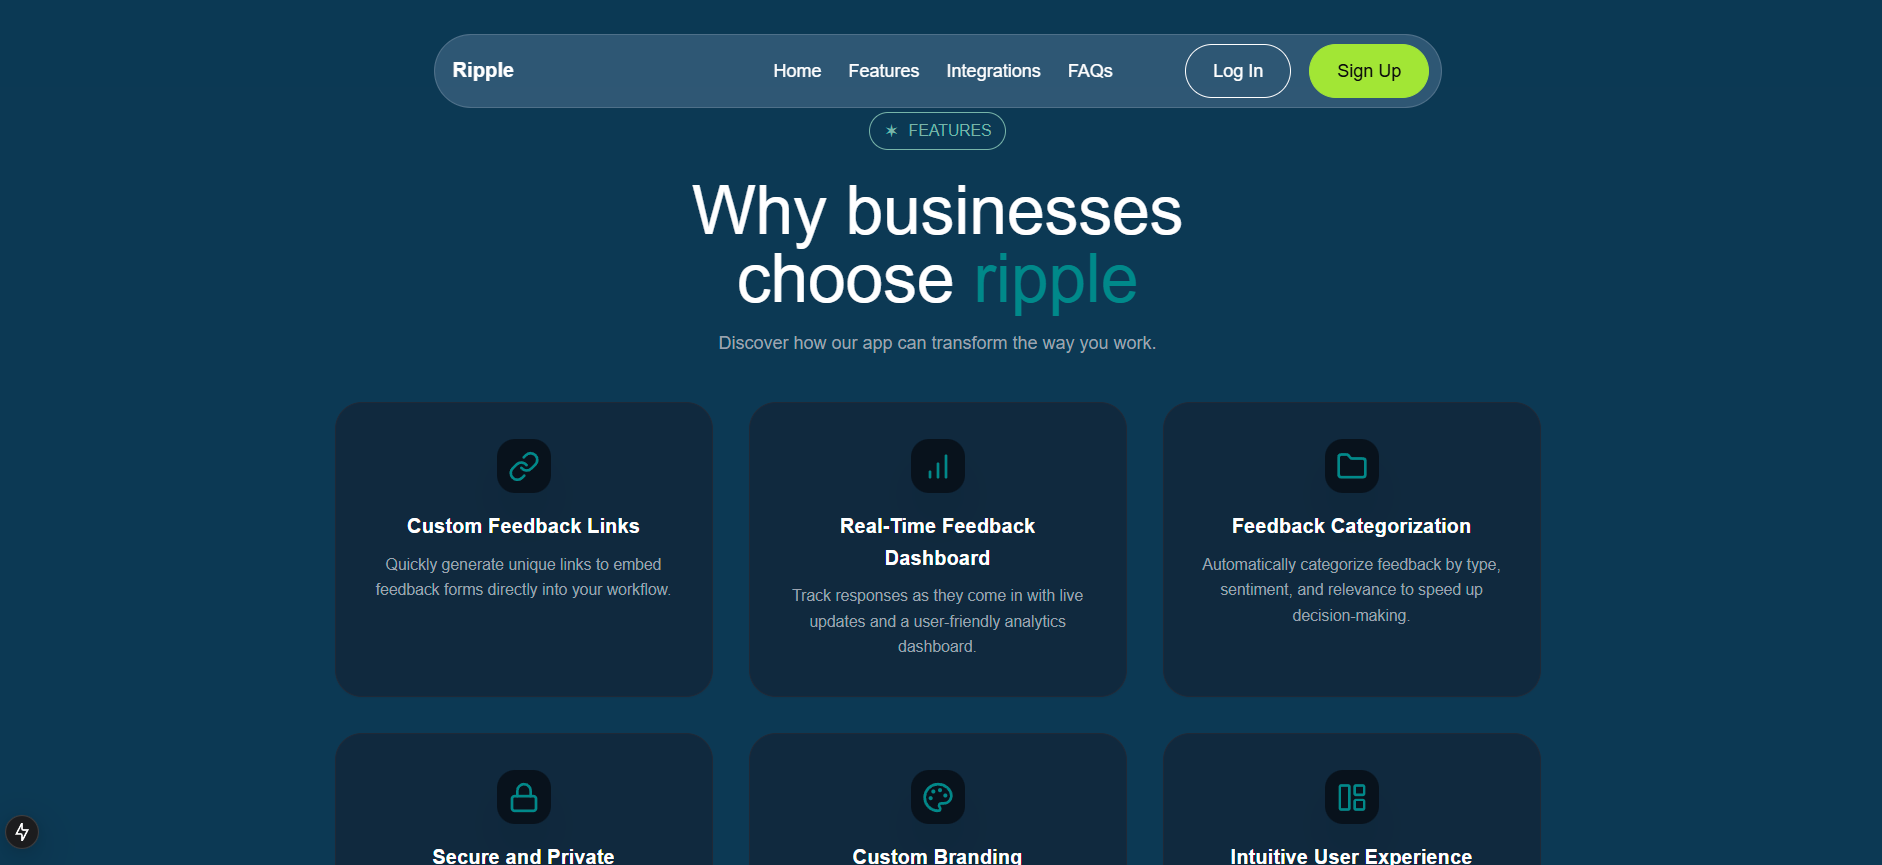 Ripple
Home
Features
Integrations
FAQs
Log In
Sign Up
FEATURES
Why businesses
choose ripple
Discover how our app can transform the way you work.
Custom Feedback Links
Quickly generate unique links to embed
feedback forms directly into your workflow.
Real-Time Feedback
Dashboard
Track responses as they come in with live
updates and a user-friendly analytics
dashboard.
Feedback Categorization
Automatically categorize feedback by type,
sentiment, and relevance to speed up
decision-making.
Secure and Private
Custom Branding
Intuitive User Experience